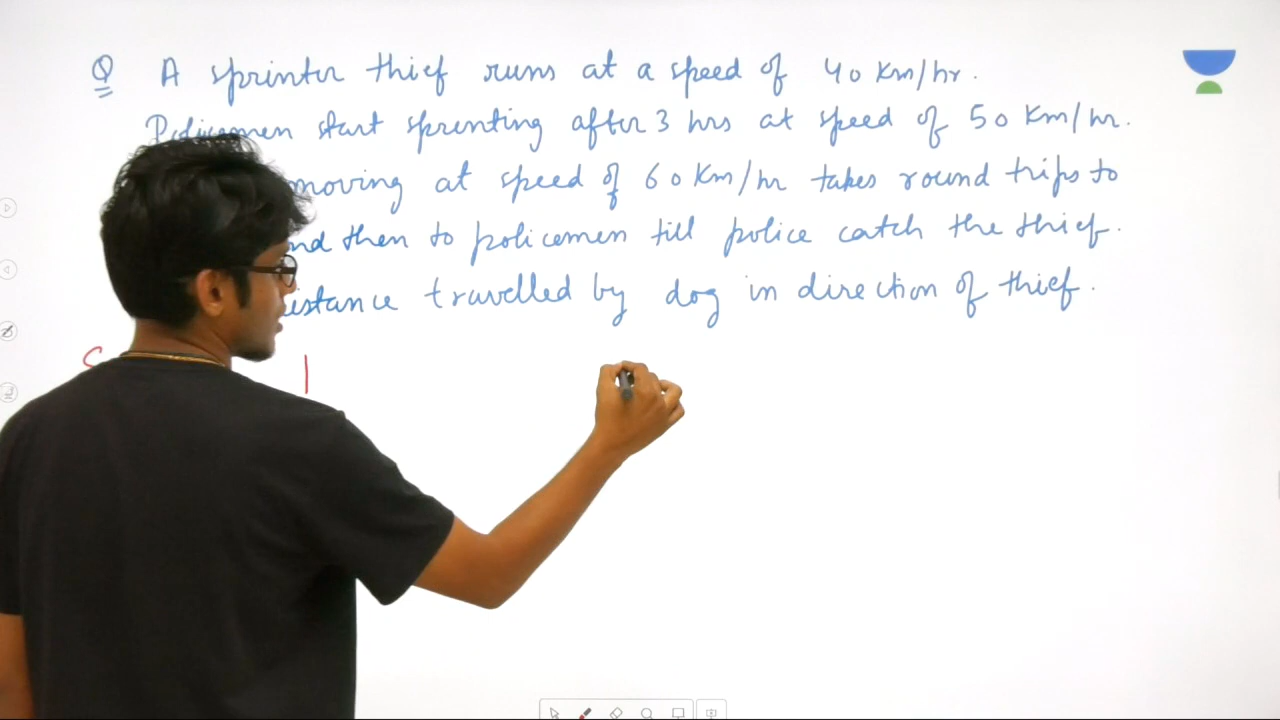 Q A sprinter thief runs at a speed of 40 Km/hr.
Policemen start sprinting after 3 hrs at speed of 50 Km/hr.
moving at speed of 60 Km/hr takes round trips to
then to policemen till police catch the thief.
travelled by dog in direction of thief.